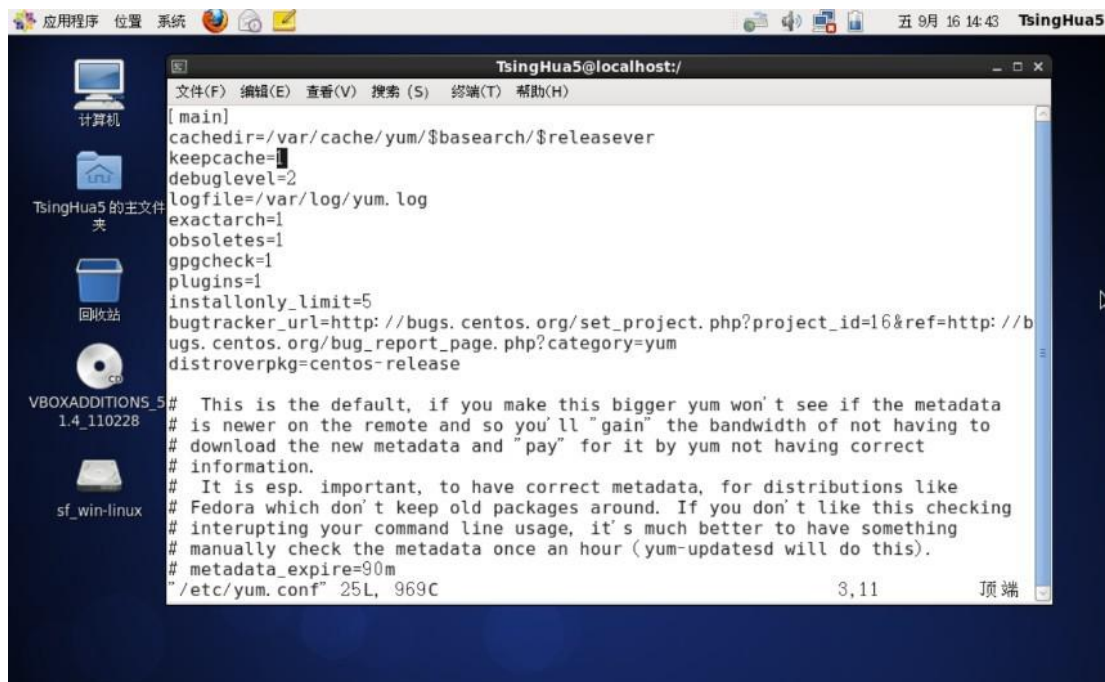 应用程序 位置 系统 五 9月 16 14:43 TsingHua5
TsingHua5@localhost:/
文件(F) 编辑(E) 查看(V) 搜索 (S) 终端(T) 帮助(H)
[main]
cachedir=/var/cache/yum/$basearch/$releasever
keepcache=1
debuglevel=2
logfile=/var/log/yum.log
exactarch=1
obsoletes=1
gpgcheck=1
plugins=1
installonly_limit=5
bugtracker_url=http://bugs.centos.org/set_project.php?project_id=16&ref=http://b
ugs.centos.org/bug_report_page.php?category=yum
distroverpkg=centos-release
#  This is the default, if you make this bigger yum won't see if the metadata
# is newer on the remote and so you'll "gain" the bandwidth of not having to
# download the new metadata and "pay" for it by yum not having correct
# information.
#  It is esp. important, to have correct metadata, for distributions like
# Fedora which don't keep old packages around. If you don't like this checking
# interupting your command line usage, it's much better to have something
# manually check the metadata once an hour (yum-updatesd will do this).
# metadata_expire=90m
"/etc/yum.conf" 25L, 969C 3,11 顶端
计算机
TsingHua5 的主文件
夹
回收站
CD
VBOXADDITIONS_5
1.4_110228
sf_win-linux